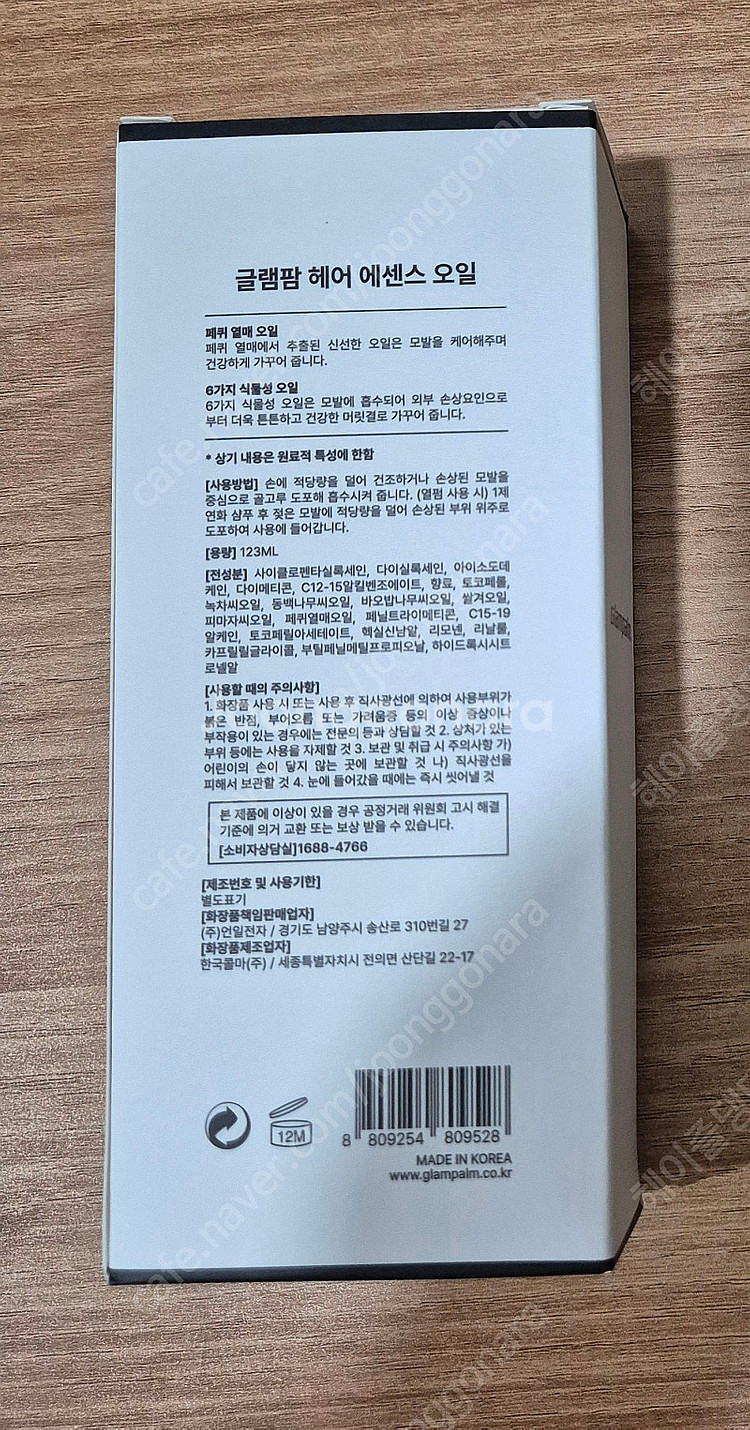 글램팜 헤어 에센스 오일
페퀴 열매 오일
페퀴 열매에서 추출된 신선한 오일은 모발을 케어해주며
건강하게 가꾸어 줍니다.
6가지 식물성 오일
6가지 식물성 오일은 모발에 흡수되어 외부 손상요인으로
부터 더욱 튼튼하고 건강한 머릿결로 가꾸어 줍니다.
* 상기 내용은 원료적 특성에 한함
[사용방법] 손에 적당량을 덜어 건조하거나 손상된 모발을
중심으로 골고루 도포해 흡수시켜 줍니다. (열펌 사용 시) 1제
연화 샴푸 후 젖은 모발에 적당량을 덜어 손상된 부위 위주로
도포하여 사용에 들어갑니다.
[용량] 123ML
[전성분] 사이클로펜타실록세인, 다이실록세인, 아이소도데
케인, 다이메티콘, C12-15알킬벤조에이트, 향료, 토코페롤,
녹차씨오일, 동백나무씨오일, 바오밥나무씨오일, 쌀겨오일,
피마자씨오일, 페퀴열매오일, 페닐트라이메티콘, C15-19
알케인, 토코페릴아세테이트, 헥실신남알, 리모넨, 리날룰,
카프릴릴글라이콜, 부틸페닐메틸프로피오날, 하이드록시시트
로넬알
[사용할 때의 주의사항]
1. 화장품 사용 시 또는 사용 후 직사광선에 의하여 사용부위가
붉은 반점, 부어오름 또는 가려움증 등의 이상 증상이나
부작용이 있는 경우에는 전문의 등과 상담할 것 2. 상처가 있는
부위 등에는 사용을 자제할 것 3. 보관 및 취급 시 주의사항 가)
어린이의 손이 닿지 않는 곳에 보관할 것 나) 직사광선을
피해서 보관할 것 4. 눈에 들어갔을 때에는 즉시 씻어낼 것
본 제품에 이상이 있을 경우 공정거래 위원회 고시 해결
기준에 의거 교환 또는 보상 받을 수 있습니다.
[소비자상담실]1688-4766
[제조번호 및 사용기한]
별도표기
[화장품책임판매업자]
(주)언일전자 / 경기도 남양주시 송산로 310번길 27
[화장품제조업자]
한국콜마(주) / 세종특별자치시 전의면 산단길 22-17
12M
8 809254 809528
MADE IN KOREA
www.glampalm.co.kr
glampalm
cafe.naver.com/joonggonara